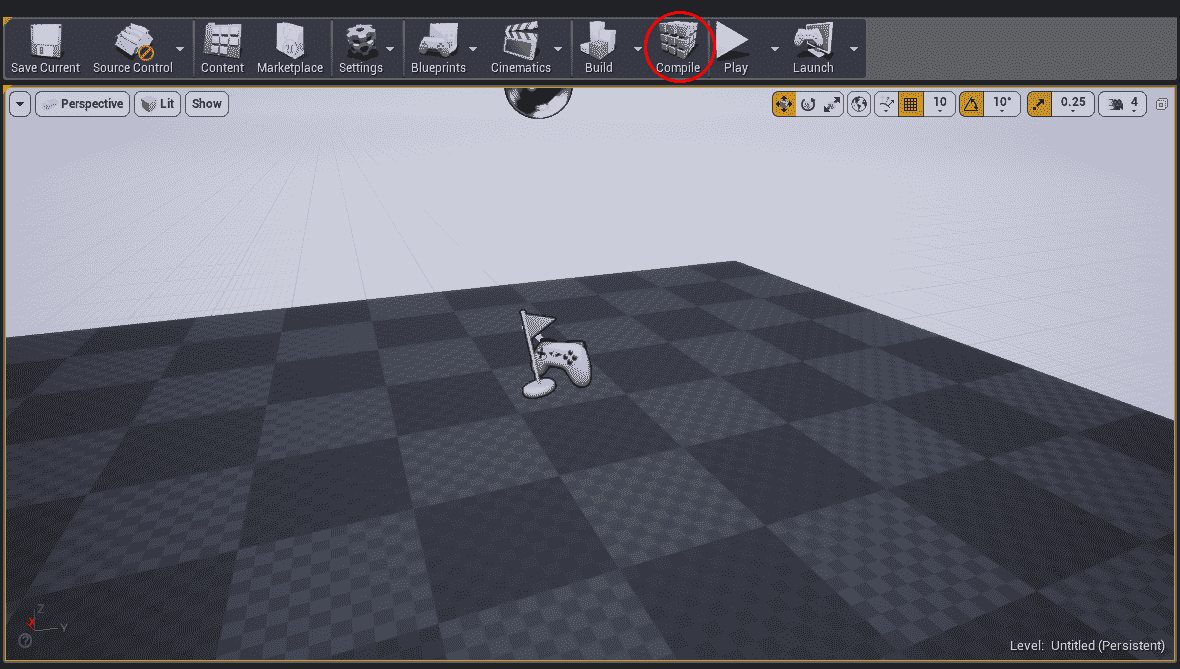 Save Current Source Control Content Marketplace Settings Blueprints Cinematics Build Compile Play Launch
Perspective Lit Show 10 10° 0.25 4
Z
Y
?
Level: Untitled (Persistent)